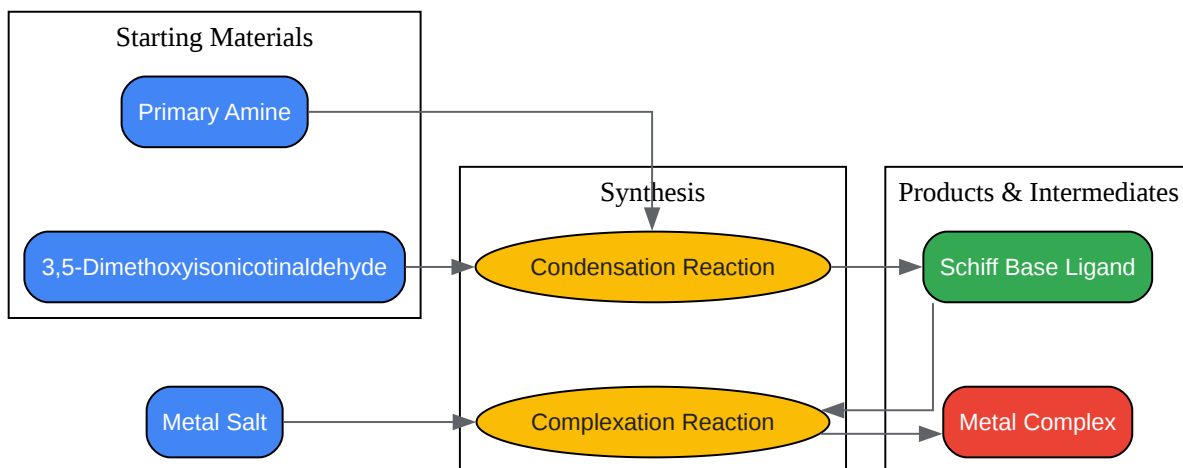 Starting Materials
Primary Amine
3,5-Dimethoxyisonicotinaldehyde
Metal Salt
Synthesis
Condensation Reaction
Complexation Reaction
Products & Intermediates
Schiff Base Ligand
Metal Complex